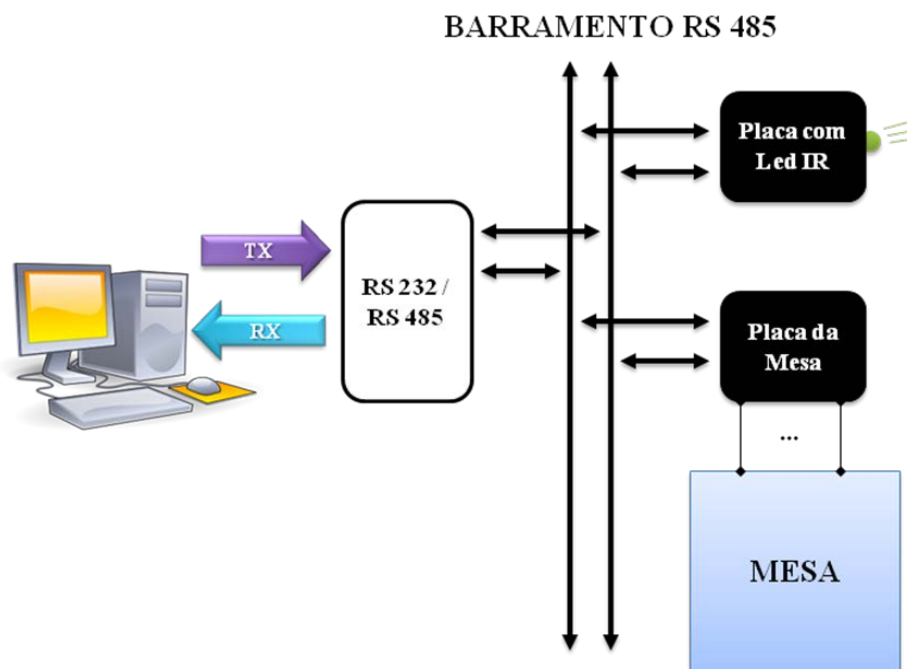 BARRAMENTO RS 485
Placa com
Led IR
TX
RS 232 /
RS 485
RX
Placa da
Mesa
...
MESA